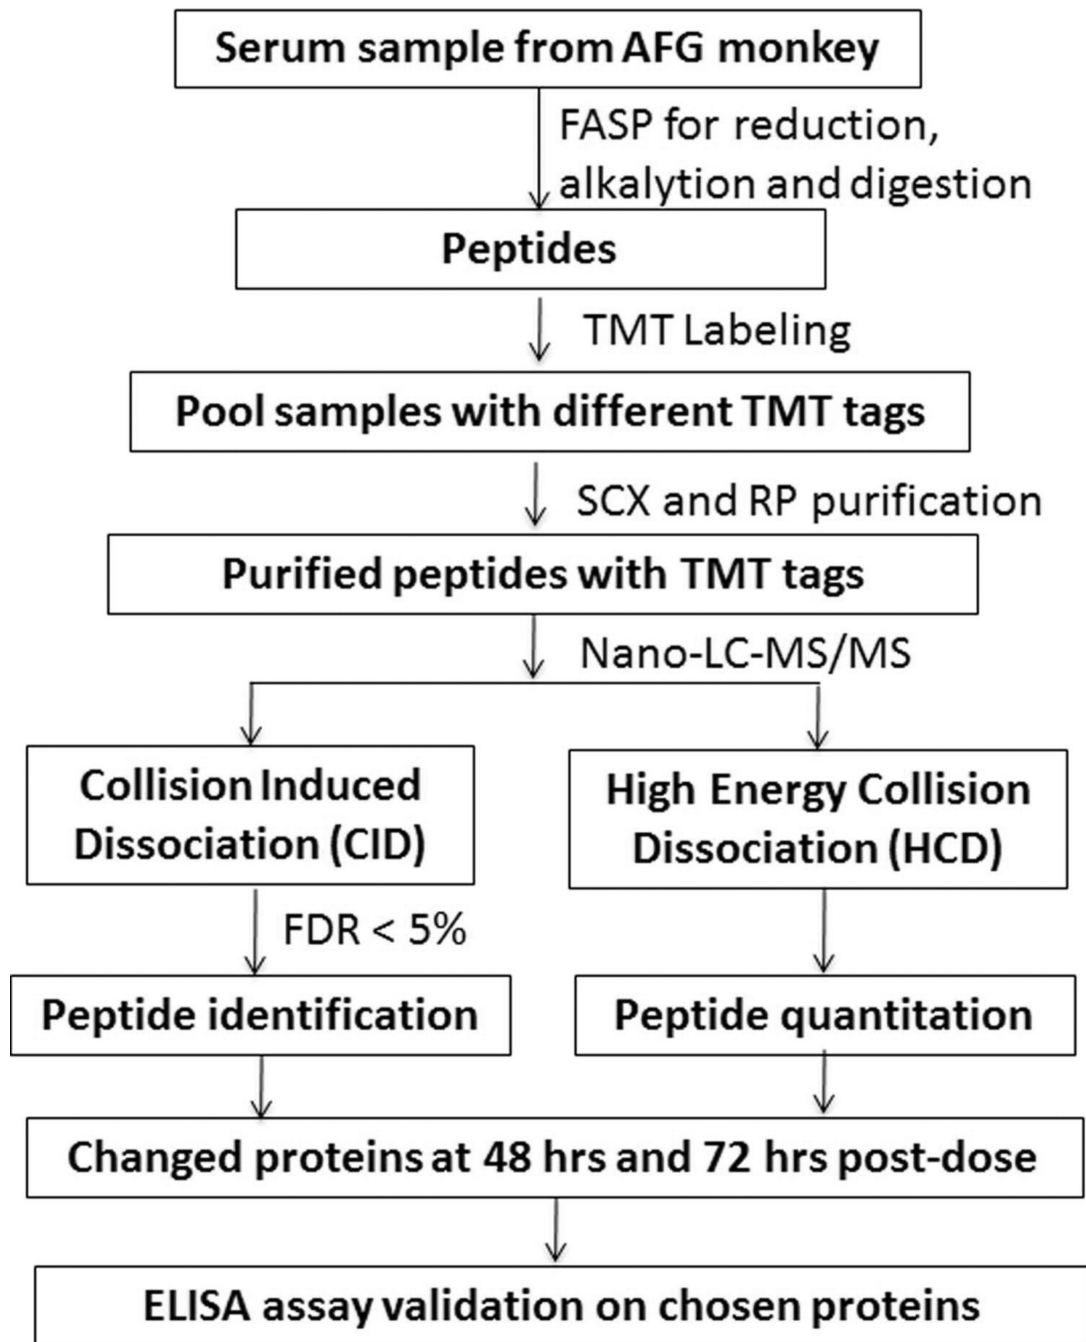 Serum sample from AFG monkey
FASP for reduction,
alkalytion and digestion
Peptides
TMT Labeling
Pool samples with different TMT tags
SCX and RP purification
Purified peptides with TMT tags
Nano-LC-MS/MS
Collision Induced
Dissociation (CID)
High Energy Collision
Dissociation (HCD)
FDR < 5%
Peptide identification
Peptide quantitation
Changed proteins at 48 hrs and 72 hrs post-dose
ELISA assay validation on chosen proteins